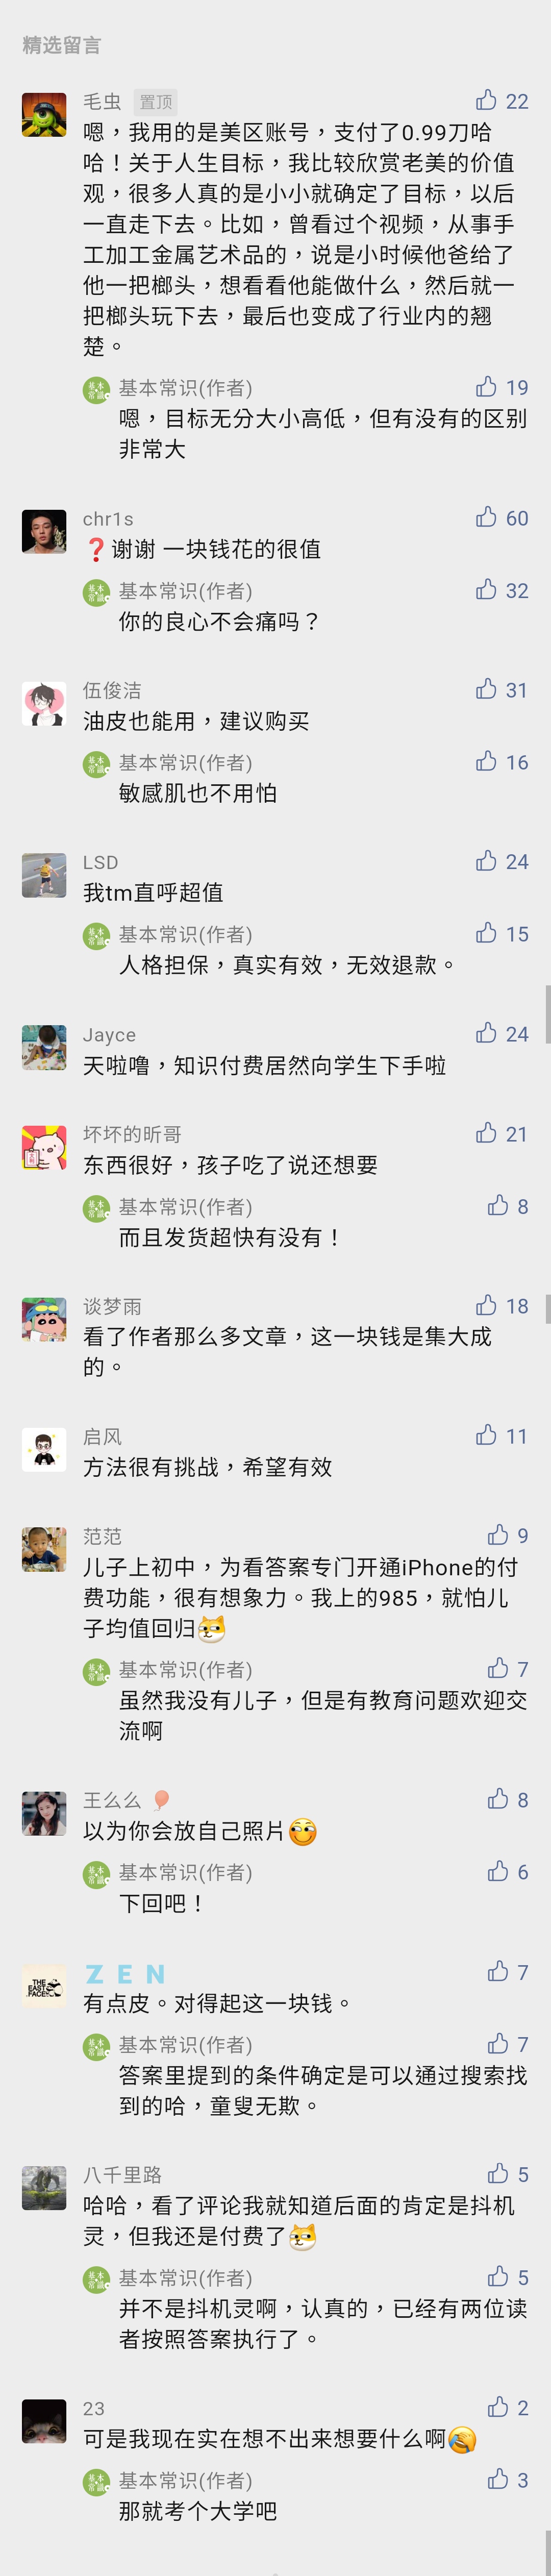 精选留言
毛虫 置顶 22
嗯，我用的是美区账号，支付了0.99刀哈
哈！关于人生目标，我比较欣赏老美的价值
观，很多人真的是小小就确定了目标，以后
一直走下去。比如，曾看过个视频，从事手
工加工金属艺术品的，说是小时候他爸给了
他一把榔头，想看看他能做什么，然后就一
把榔头玩下去，最后也变成了行业内的翘
楚。
基本常识(作者) 19
嗯，目标无分大小高低，但有没有的区别
非常大
chr1s 60
❓谢谢 一块钱花的很值
基本常识(作者) 32
你的良心不会痛吗？
伍俊洁 31
油皮也能用，建议购买
基本常识(作者) 16
敏感肌也不用怕
LSD 24
我tm直呼超值
基本常识(作者) 15
人格担保，真实有效，无效退款。
Jayce 24
天啦噜，知识付费居然向学生下手啦
坏坏的昕哥 21
东西很好，孩子吃了说还想要
基本常识(作者) 8
而且发货超快有没有！
谈梦雨 18
看了作者那么多文章，这一块钱是集大成
的。
启风 11
方法很有挑战，希望有效
范范 9
儿子上初中，为看答案专门开通iPhone的付
费功能，很有想象力。我上的985，就怕儿
子均值回归
基本常识(作者) 7
虽然我没有儿子，但是有教育问题欢迎交
流啊
王么么🎈 8
以为你会放自己照片
基本常识(作者) 6
下回吧！
ZEN 7
THE
EAST
FACE
有点皮。对得起这一块钱。
基本常识(作者) 7
答案里提到的条件确定是可以通过搜索找
到的哈，童叟无欺。
八千里路 5
哈哈，看了评论我就知道后面的肯定是抖机
灵，但我还是付费了
基本常识(作者) 5
并不是抖机灵啊，认真的，已经有两位读
者按照答案执行了。
23 2
可是我现在实在想不出来想要什么啊
基本常识(作者) 3
那就考个大学吧